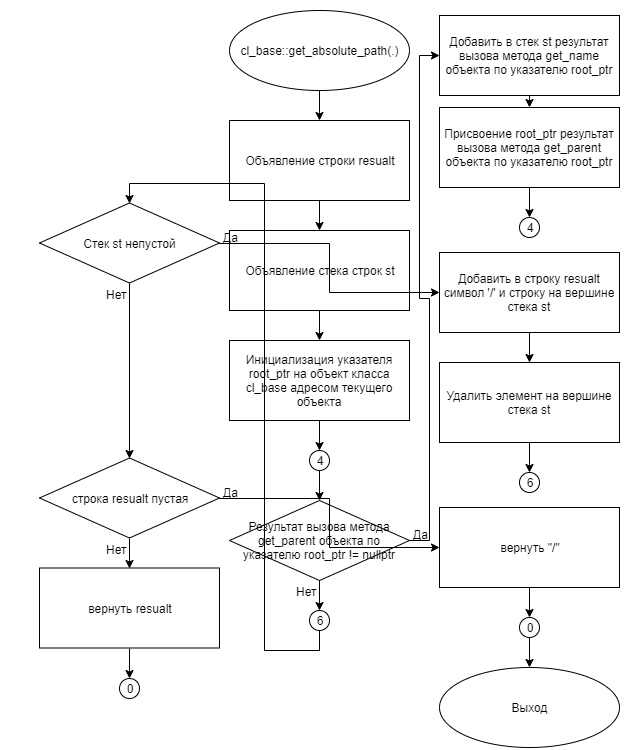 cl_base::get_absolute_path(.)
Объявление строки resualt
Объявление стека строк st
Инициализация указателя
root_ptr на объект класса
cl_base адресом текущего
объекта
4
Результат вызова метода
get_parent объекта по
указателю root_ptr != nullptr
Да
Нет
6
Добавить в стек st результат
вызова метода get_name
объекта по указателю root_ptr
Присвоение root_ptr результат
вызова метода get_parent
объекта по указателю root_ptr
4
Стек st непустой
Да
Нет
Добавить в строку resualt
символ '/' и строку на вершине
стека st
Удалить элемент на вершине
стека st
6
строка resualt пустая
Да
Нет
вернуть "/"
0
Выход
вернуть resualt
0